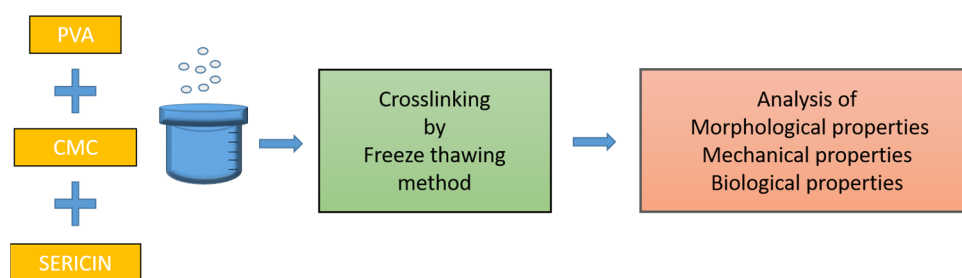 PVA
CMC
SERICIN
Crosslinking
by
Freeze thawing
method
Analysis of
Morphological properties
Mechanical properties
Biological properties